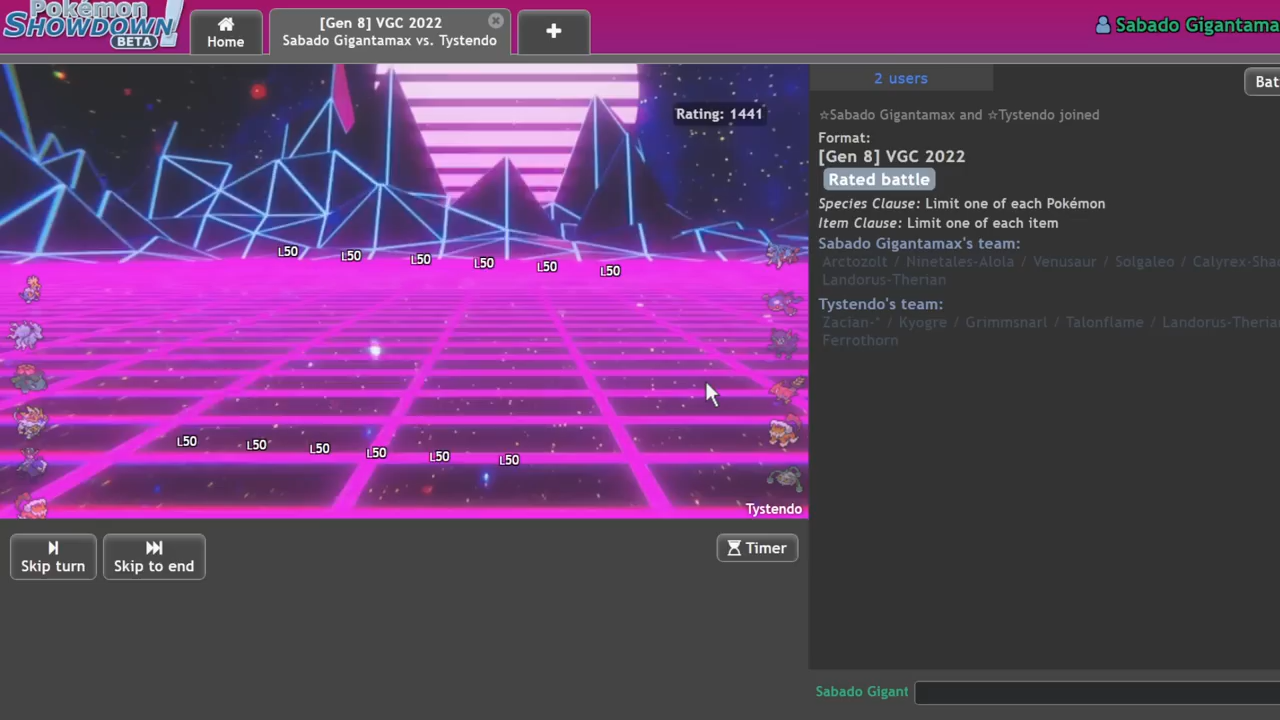 Pokémon
SHOWDOWN!
BETA
Home
[Gen 8] VGC 2022
Sabado Gigantamax vs. Tystendo
Sabado Gigantama
Rating: 1441
L50
L50
L50
L50
L50
L50
L50
L50
L50
L50
L50
L50
Tystendo
Skip turn
Skip to end
Timer
2 users
Bat
☆Sabado Gigantamax and ☆Tystendo joined
Format:
[Gen 8] VGC 2022
Rated battle
Species Clause: Limit one of each Pokémon
Item Clause: Limit one of each item
Sabado Gigantamax's team:
Arctozolt / Ninetales-Alola / Venusaur / Solgaleo / Calyrex-Shad
Landorus-Therian
Tystendo's team:
Zacian-* / Kyogre / Grimmsnarl / Talonflame / Landorus-Theria
Ferrothorn
Sabado Gigant